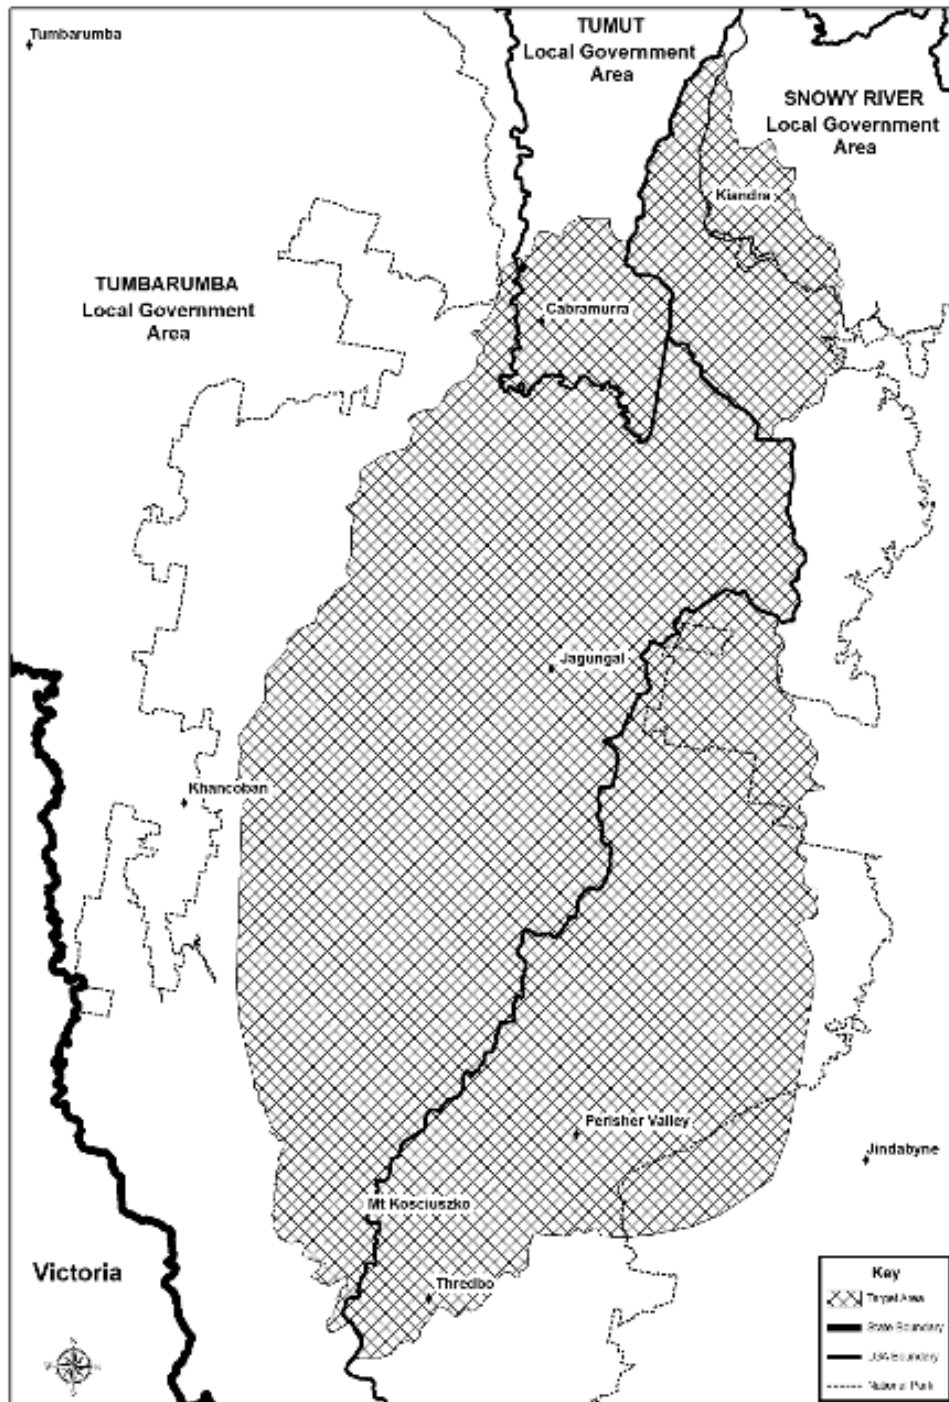 Tumbarumba
TUMUT
Local Government
Area
SNOWY RIVER
Local Government
Area
Kiandra
TUMBARUMBA
Local Government
Area
Cabramurra
Jagungal
Khancoban
Perisher Valley
Jindabyne
Mt Kosciuszko
Victoria
Thredbo
Key
Target Area
State Boundary
LGA Boundary
National Park
N